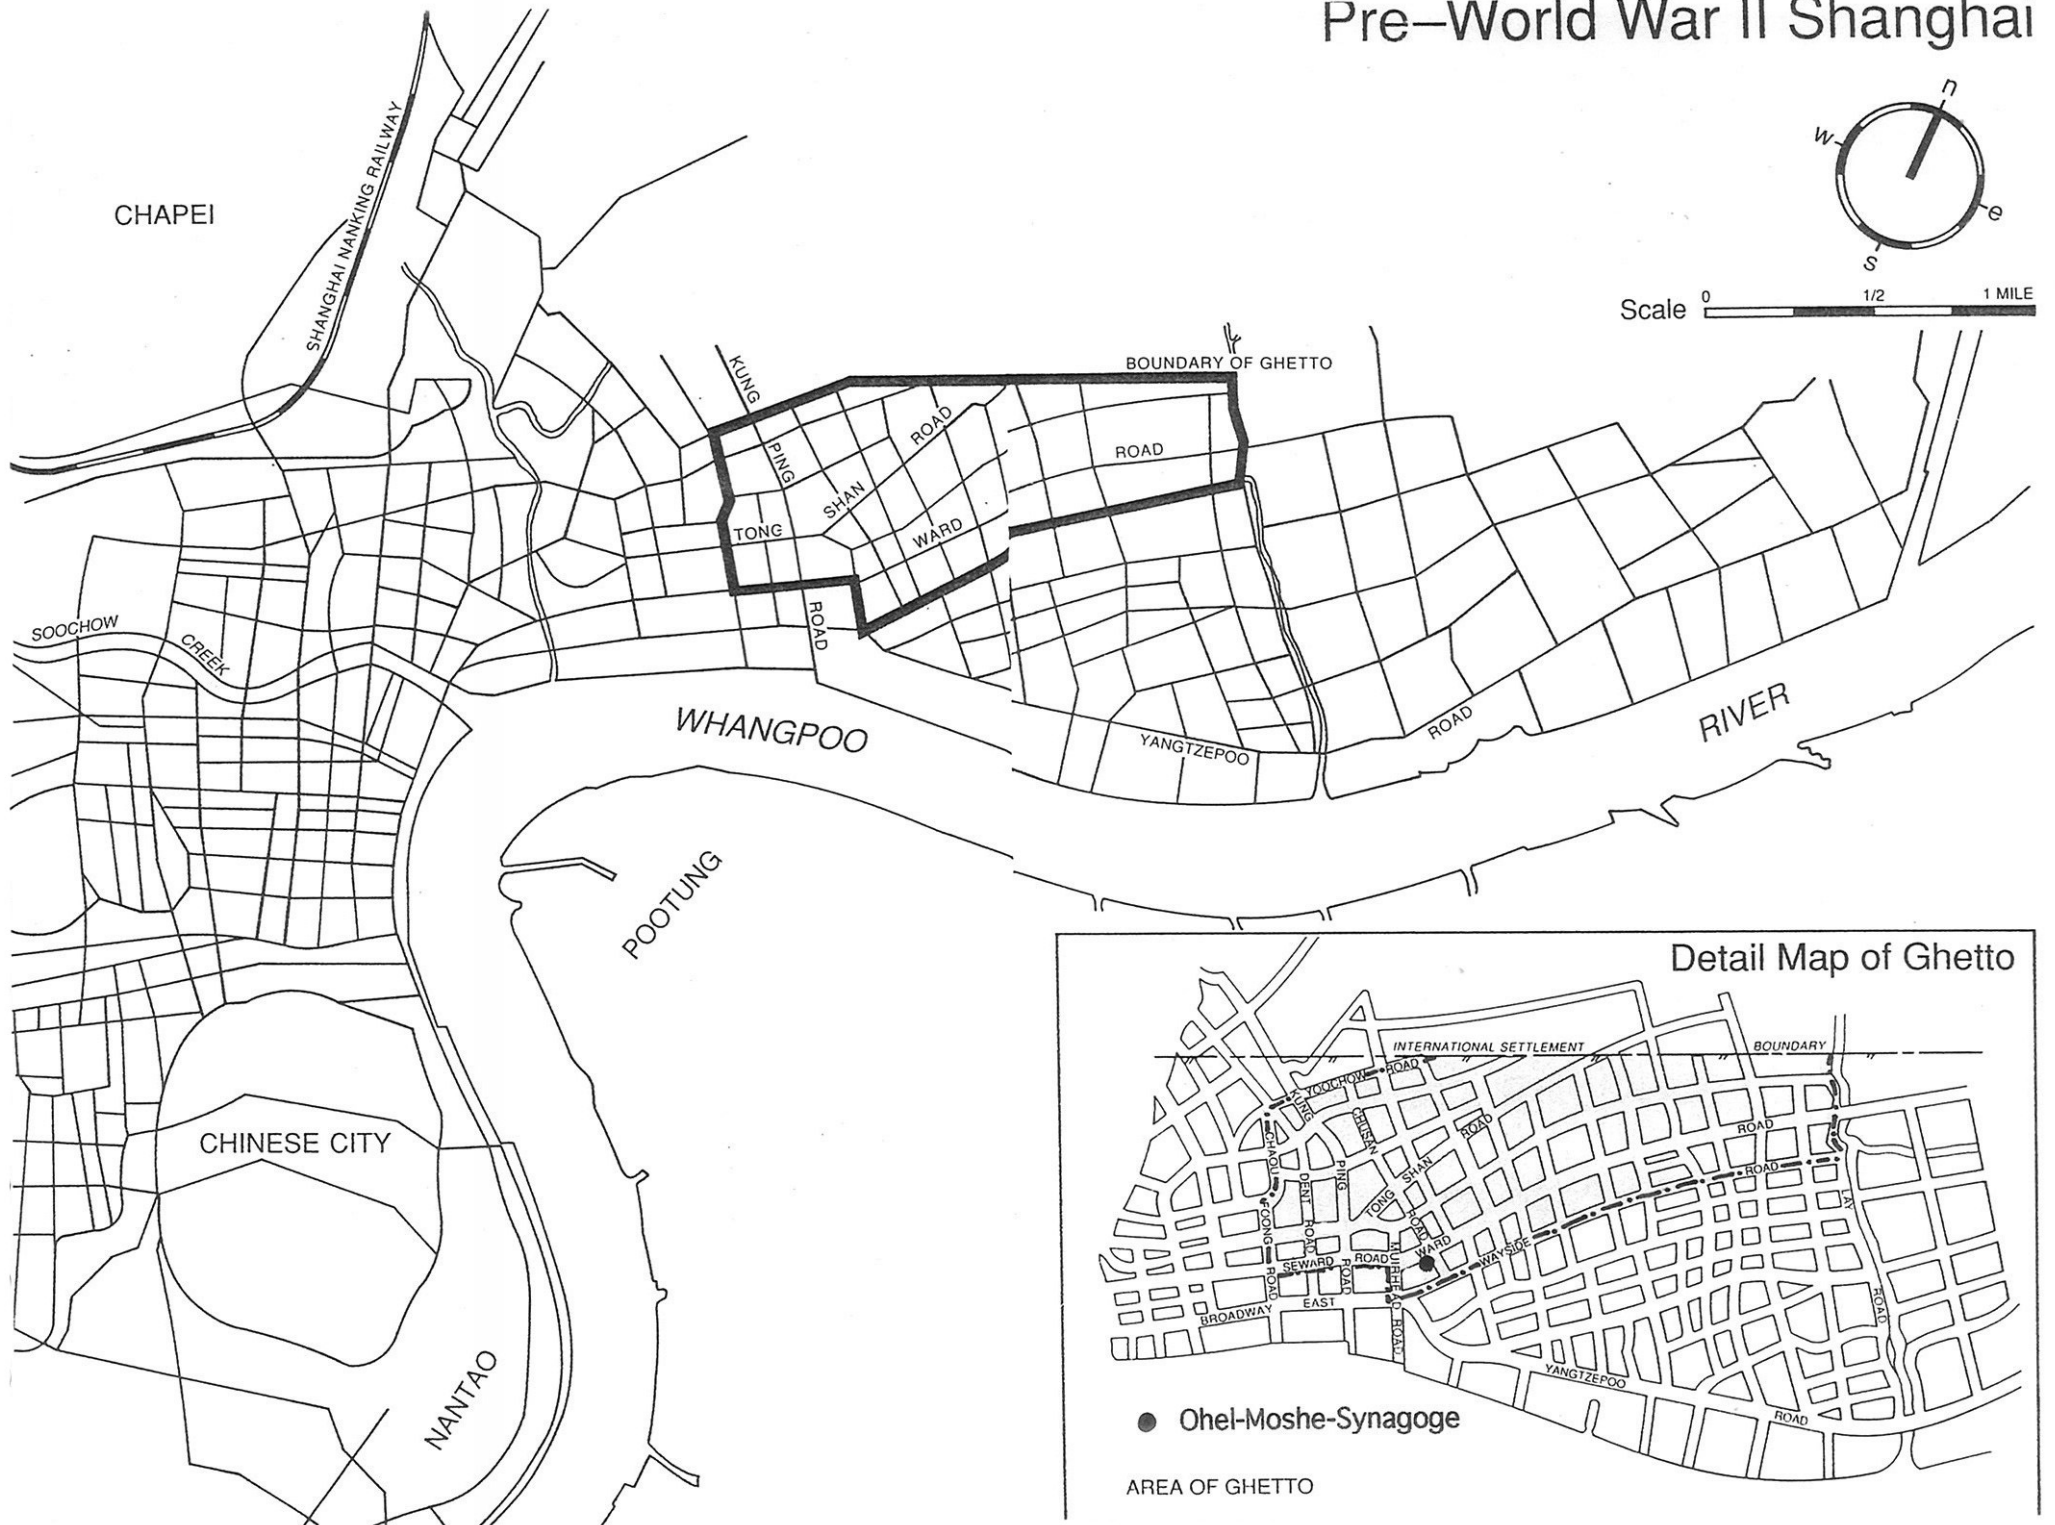 Pre–World War II Shanghai
n
w
e
s
Scale 0 1/2 1 MILE
CHAPEI
SHANGHAI NANKING RAILWAY
BOUNDARY OF GHETTO
KUNG
PING
ROAD
TONG
SHAN
ROAD
WARD
ROAD
SOOCHOW
CREEK
WHANGPOO
RIVER
YANGTZEPOO
ROAD
POOTUNG
CHINESE CITY
NANTAO
Detail Map of Ghetto
INTERNATIONAL SETTLEMENT
BOUNDARY
YOOCHOW
ROAD
KUNG
PING
ROAD
CHUSAN
ROAD
CHAOU
FOONG
ROAD
DENT
ROAD
TONG
SHAN
ROAD
WARD
ROAD
SEWARD
ROAD
MUIRHEAD
ROAD
WAYSIDE
ROAD
LAY
ROAD
BROADWAY
EAST
YANGTZEPOO
ROAD
Ohel-Moshe-Synagoge
AREA OF GHETTO